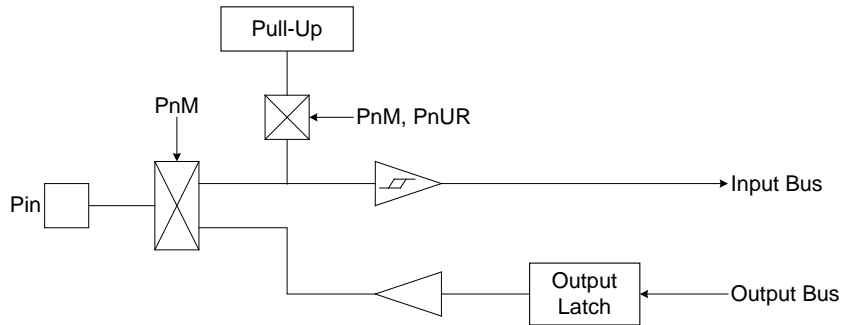 Pull-Up
PnM
PnM, PnUR
Pin
Input Bus
Output
Latch
Output Bus